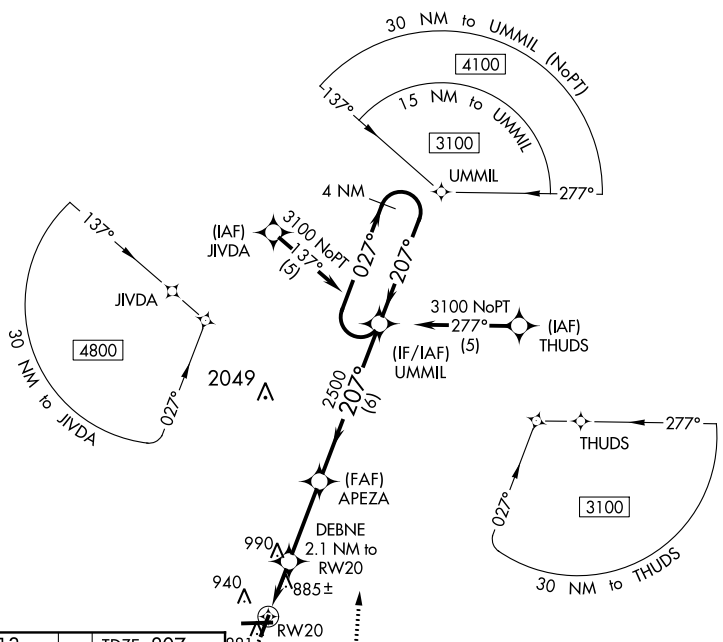 30 NM to UMMIL (NoPT)
4100
15 NM to UMMIL
3100
137°
UMMIL
277°
4 NM
(IAF)
JIVDA
3100 NoPT
137°
(5)
027°
207°
3100 NoPT
277°
(5)
(IAF)
THUDS
(IF/IAF)
UMMIL
137°
JIVDA
4800
30 NM to JIVDA
027°
2049
2500
207°
(6)
(FAF)
APEZA
277°
THUDS
3100
027°
30 NM to THUDS
DEBNE
2.1 NM to
RW20
990
885±
940
RW20
TDZE 807